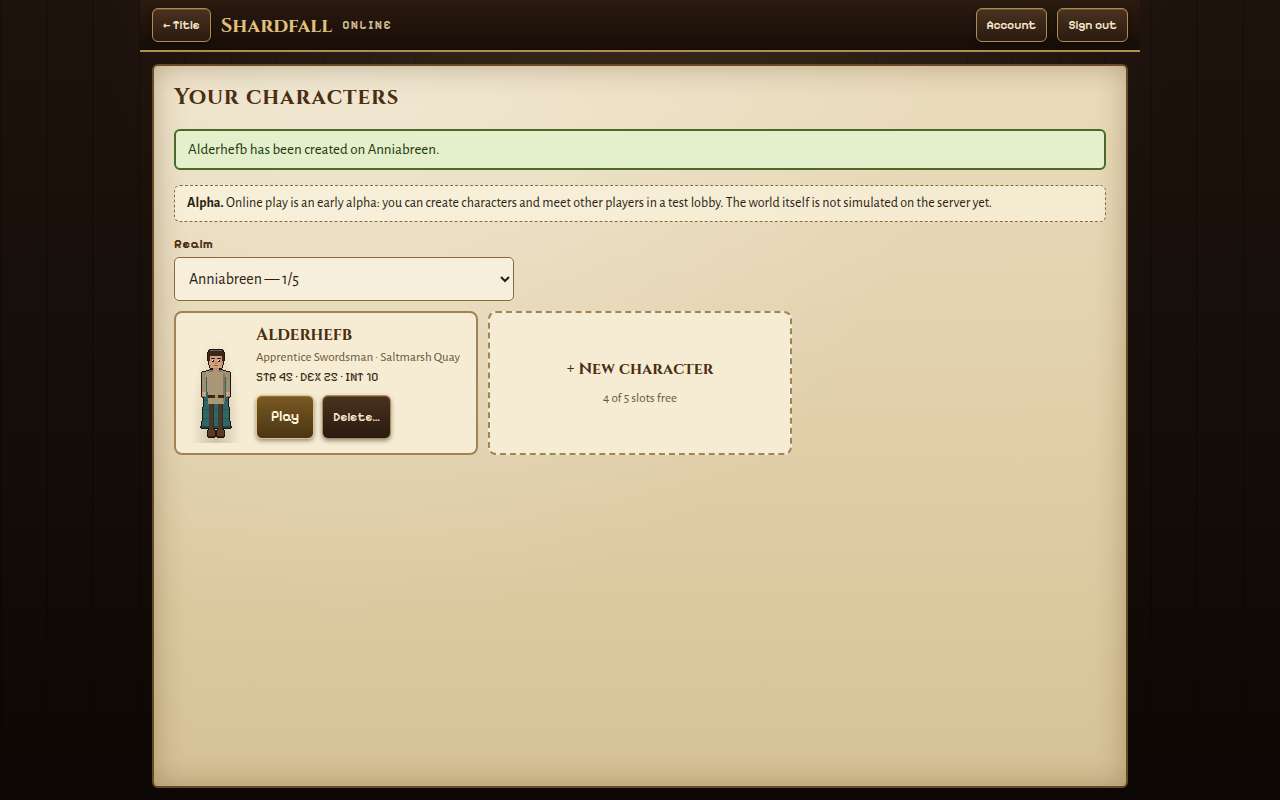 ← Title
Shardfall ONLINE
Account
Sign out
Your characters
Alderhefb has been created on Anniabreen.
Alpha. Online play is an early alpha: you can create characters and meet other players in a test lobby. The world itself is not simulated on the server yet.
Realm
Anniabreen — 1/5
Alderhefb
Apprentice Swordsman · Saltmarsh Quay
STR 45 · DEX 25 · INT 10
Play
Delete…
+ New character
4 of 5 slots free